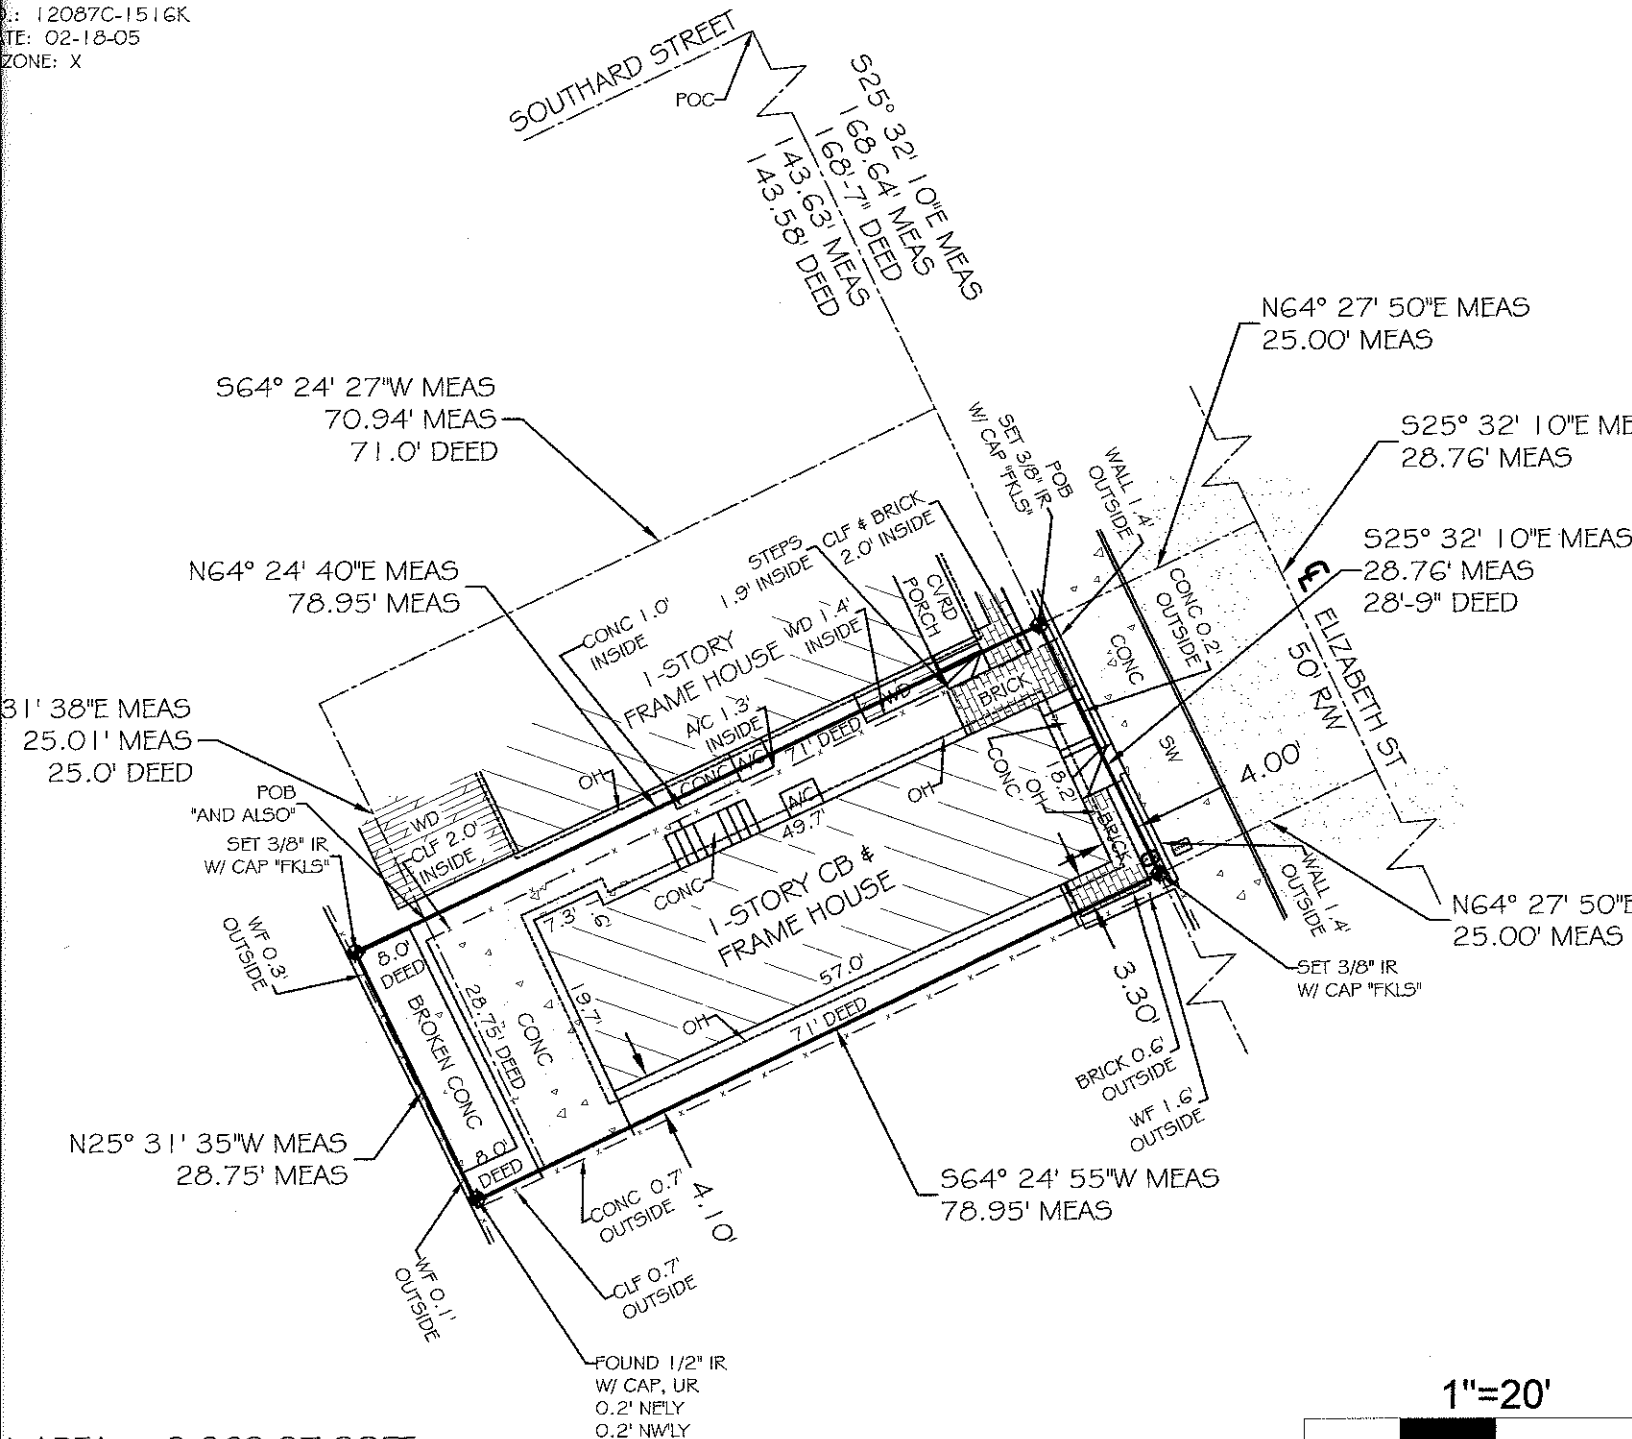 12087C-1516K
02-18-05
ZONE: X
SOUTHARD STREET
POC
S25° 32' 10"E MEAS
168.64' MEAS
168'-7" DEED
143.63' MEAS
143.58' DEED
N64° 27' 50"E MEAS
25.00' MEAS
S64° 24' 27"W MEAS
70.94' MEAS
71.0' DEED
S25° 32' 10"E
28.76' MEAS
POB
SET 3/8" IR
W/ CAP "FKLS"
WALL 1.4'
OUTSIDE
S25° 32' 10"E MEAS
28.76' MEAS
28'-9" DEED
N64° 24' 40"E MEAS
78.95' MEAS
STEPS
1.9' INSIDE
CLF & BRICK
2.0' INSIDE
CVRD
PORCH
CONC 1.0'
INSIDE
1-STORY
FRAME HOUSE
WD 1.4'
INSIDE
A/C 1.3'
INSIDE
WD
BRICK
CONC
CONC 0.2'
OUTSIDE
℄
ELIZABETH ST
50' R/W
SW
4.00'
31' 38"E MEAS
25.01' MEAS
25.0' DEED
POB
"AND ALSO"
SET 3/8" IR
W/ CAP "FKLS"
WD
CLF 2.0'
INSIDE
OH
CONC
A/C
71' DEED
A/C
OH
CONC
18.2'
OH
BRICK
49.7'
CONC
1-STORY CB &
FRAME HOUSE
7.3'
57.0'
19.7'
OH
71' DEED
WALL 1.4'
OUTSIDE
N64° 27' 50"E
25.00' MEAS
SET 3/8" IR
W/ CAP "FKLS"
WF 0.3'
OUTSIDE
8.0'
DEED
BROKEN CONC
28.75' DEED
CONC
3.30'
BRICK 0.6'
OUTSIDE
WF 1.6'
OUTSIDE
N25° 31' 35"W MEAS
28.75' MEAS
8.0'
DEED
S64° 24' 55"W MEAS
78.95' MEAS
CONC 0.7'
OUTSIDE
4.10'
CLF 0.7'
OUTSIDE
WF 0.1'
OUTSIDE
FOUND 1/2" IR
W/ CAP, UR
0.2' NE'LY
0.2' NW'LY
1"=20'